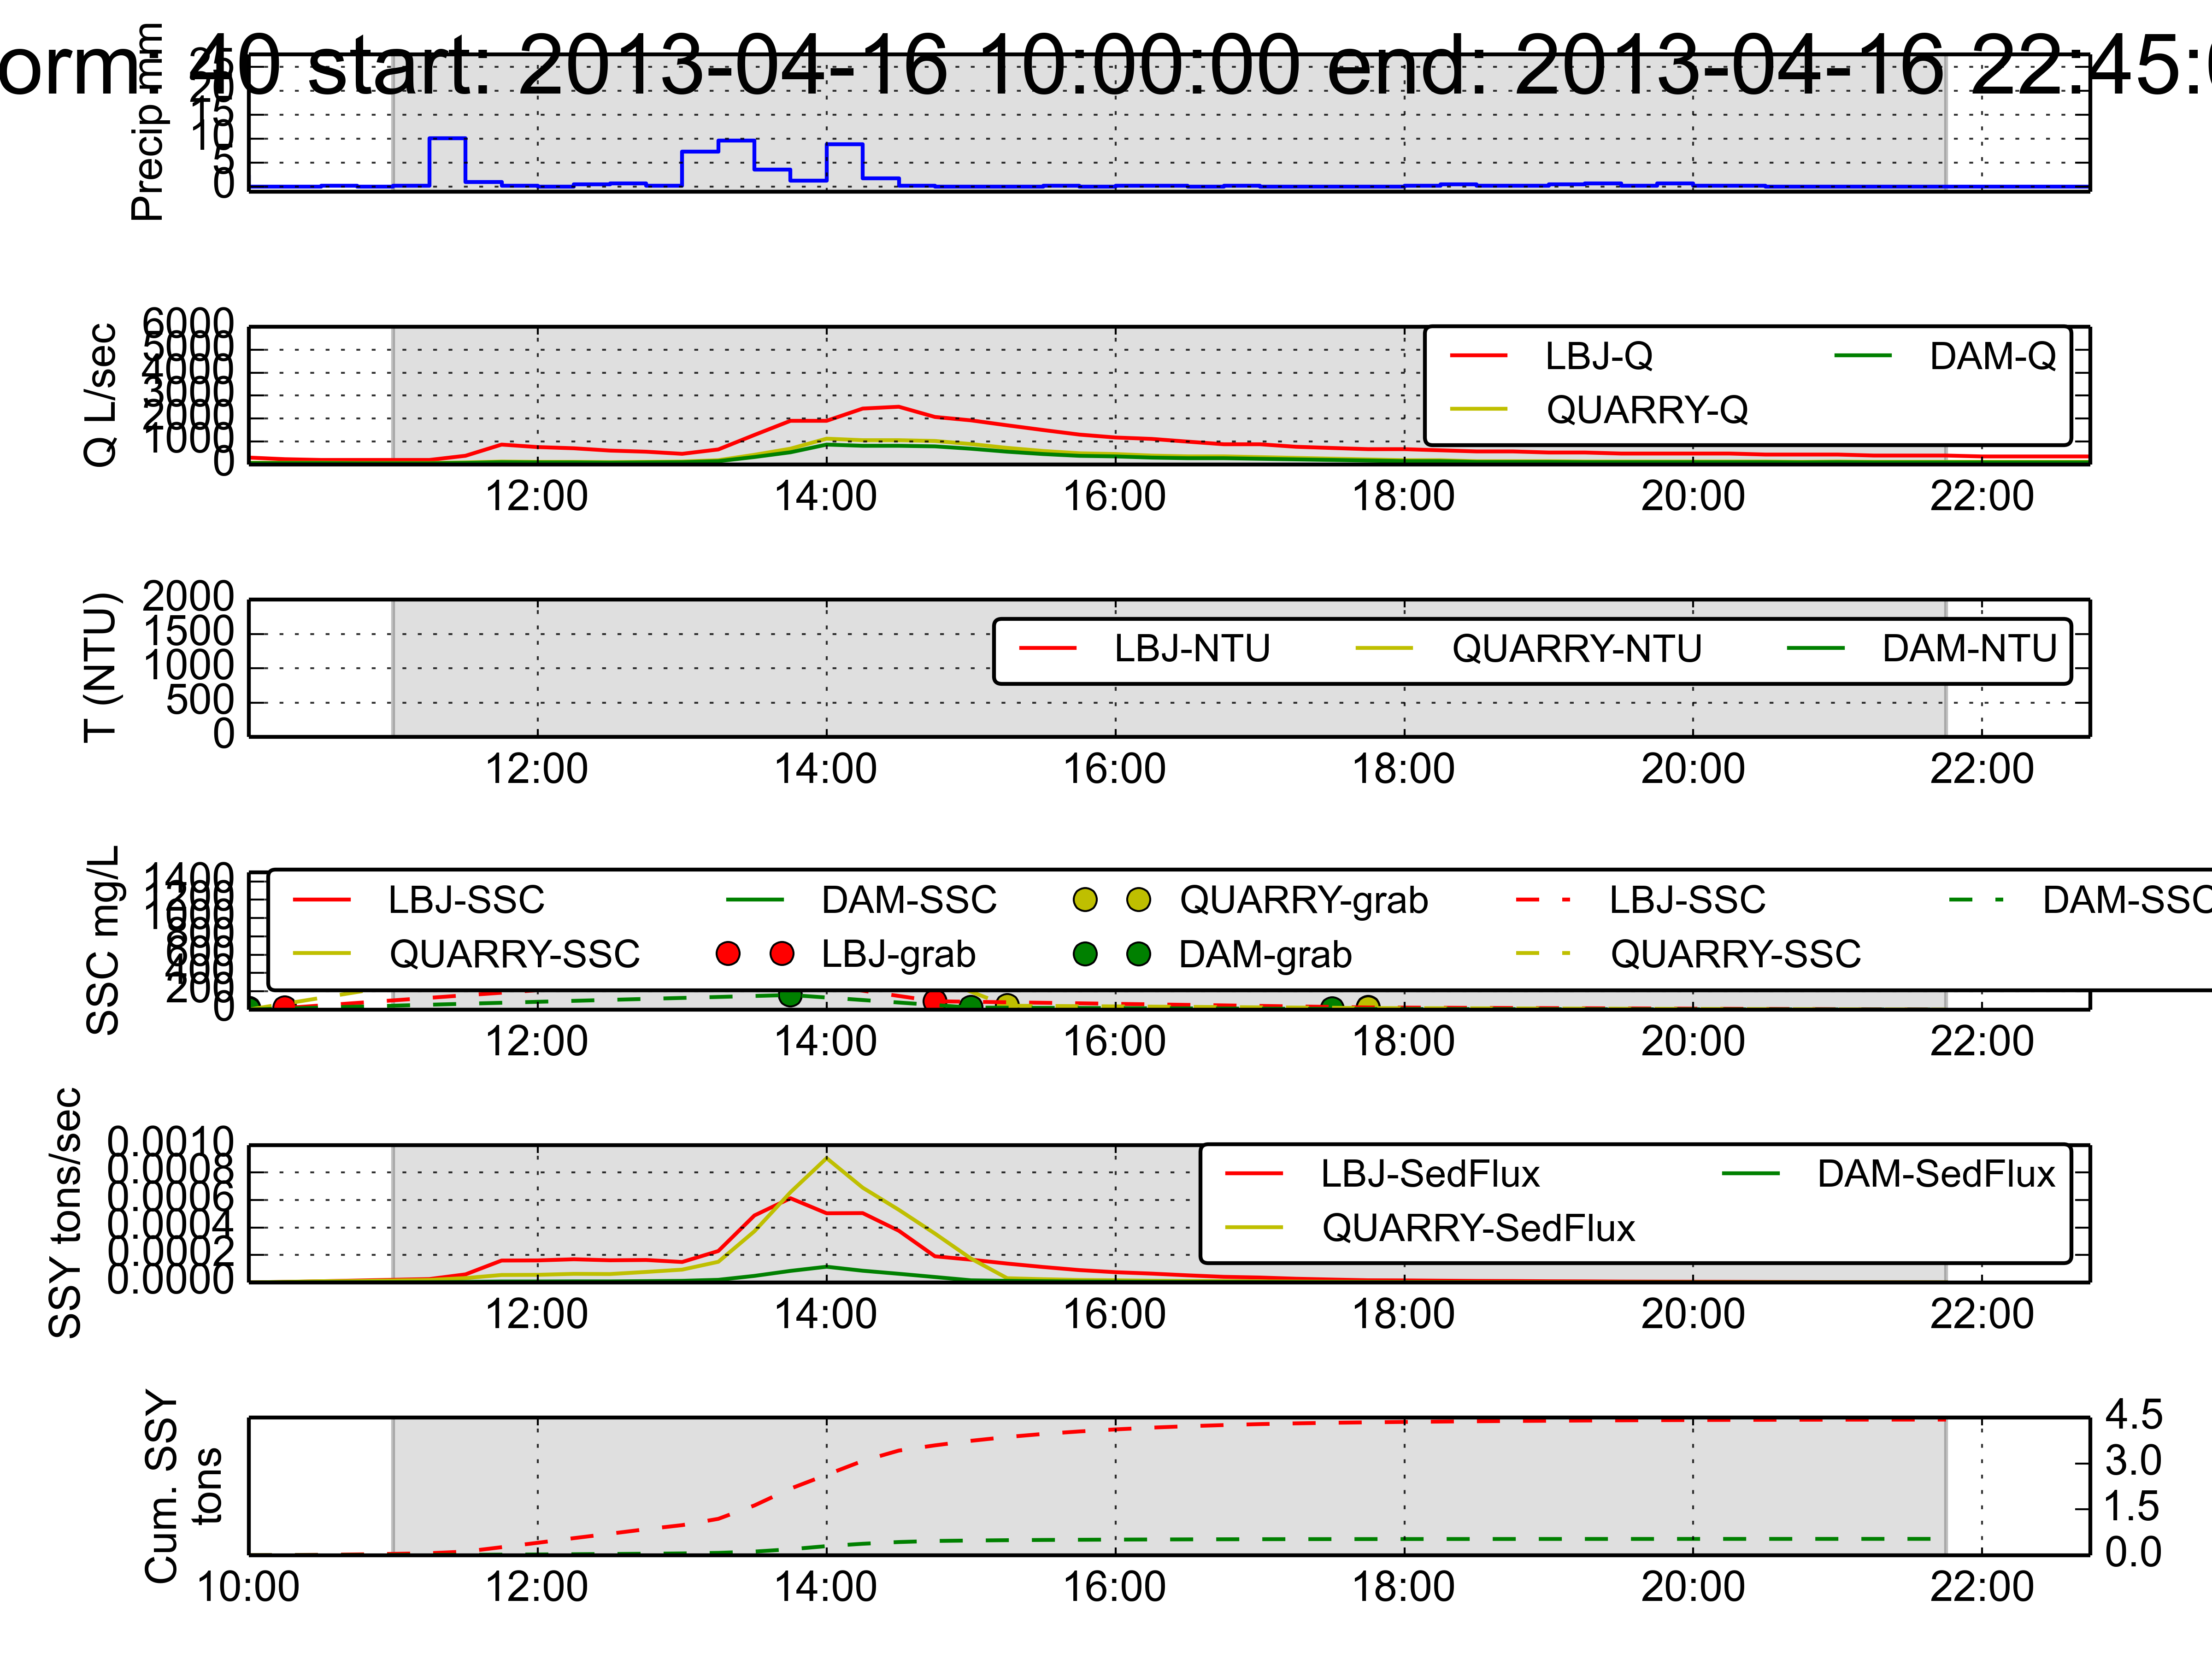 orm 40 start: 2013-04-16 10:00:00 end: 2013-04-16 22:45:0
Precip mm
25
20
15
10
5
0
Q L/sec
6000
5000
4000
3000
2000
1000
0
LBJ-Q
DAM-Q
QUARRY-Q
12:00 14:00 16:00 18:00 20:00 22:00
T (NTU)
2000
1500
1000
500
0
LBJ-NTU QUARRY-NTU DAM-NTU
12:00 14:00 16:00 18:00 20:00 22:00
SSC mg/L
1400
1200
1000
800
600
400
200
0
LBJ-SSC DAM-SSC QUARRY-grab LBJ-SSC DAM-SSC
QUARRY-SSC LBJ-grab DAM-grab QUARRY-SSC
12:00 14:00 16:00 18:00 20:00 22:00
SSY tons/sec
0.0010
0.0008
0.0006
0.0004
0.0002
0.0000
LBJ-SedFlux DAM-SedFlux
QUARRY-SedFlux
12:00 14:00 16:00 18:00 20:00 22:00
Cum. SSY
tons
4.5
3.0
1.5
0.0
10:00 12:00 14:00 16:00 18:00 20:00 22:00